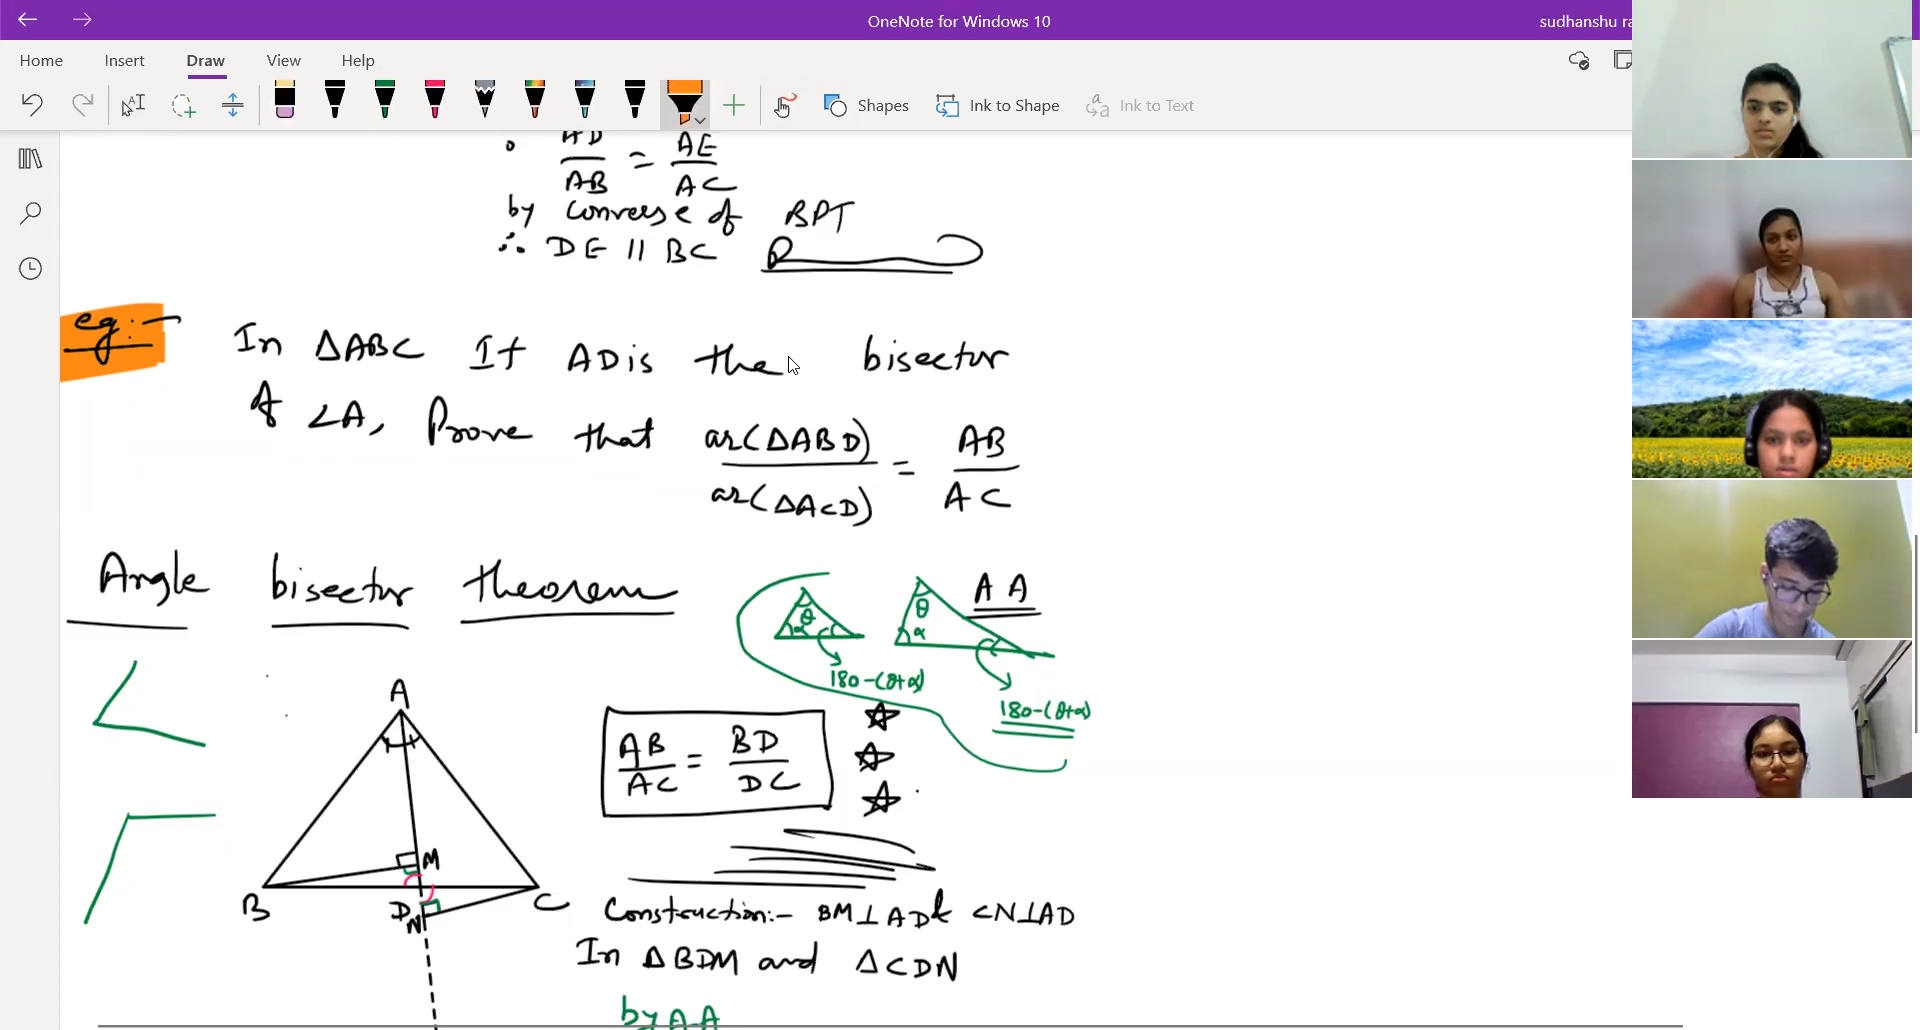 OneNote for Windows 10
sudhanshu ra
Home Insert Draw View Help
Shapes Ink to Shape Ink to Text
AD/AB = AE/AC
by Converse of BPT
∴ DE || BC
eg:-
In ΔABC If AD is the bisector
of ∠A, Prove that ar(ΔABD)/ar(ΔACD) = AB/AC
Angle bisector theorem
AA
θ α
θ α
180-(θ+α)
180-(θ+α)
A
AB/AC = BD/DC
M
B D C
N
Construction:- BM⊥AD & CN⊥AD
In ΔBDM and ΔCDN
by A-A